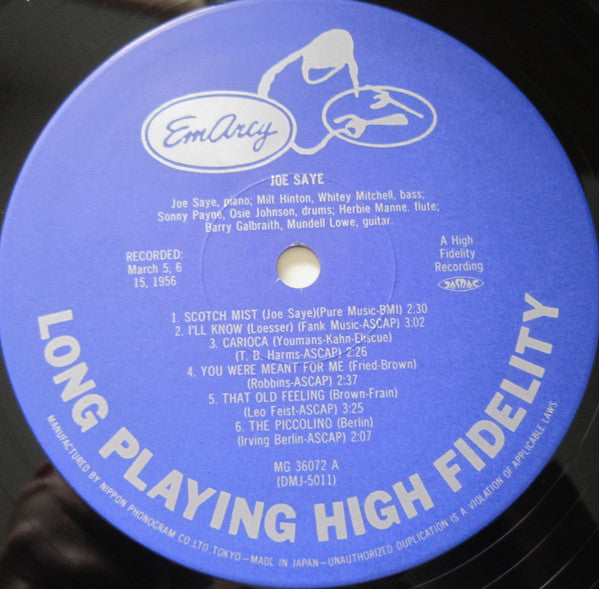 EmArcy
JOE SAYE
Joe Saye, piano; Milt Hinton, Whitey Mitchell, bass;
Sonny Payne, Osie Johnson, drums; Herbie Manne, flute;
Barry Galbraith, Mundell Lowe, guitar.
RECORDED:
March 5, 6
15, 1956
A High
Fidelity
Recording
JASRAC
1. SCOTCH MIST (Joe Saye)(Pure Music-BMI) 2:30
2. I'LL KNOW (Loesser) (Fank Music-ASCAP) 3:02
3. CARIOCA (Youmans-Kahn-Eliscue)
(T. B. Harms-ASCAP) 2:26
4. YOU WERE MEANT FOR ME (Fried-Brown)
(Robbins-ASCAP) 2:37
5. THAT OLD FEELING (Brown-Frain)
(Leo Feist-ASCAP) 3:25
6. THE PICCOLINO (Berlin)
(Irving Berlin-ASCAP) 2:07
MG 36072 A
(DMJ-5011)
LONG PLAYING HIGH FIDELITY
MANUFACTURED BY NIPPON PHONOGRAM CO.,LTD. TOKYO—MADE IN JAPAN—UNAUTHORIZED DUPLICATION IS A VIOLATION OF APPLICABLE LAWS.